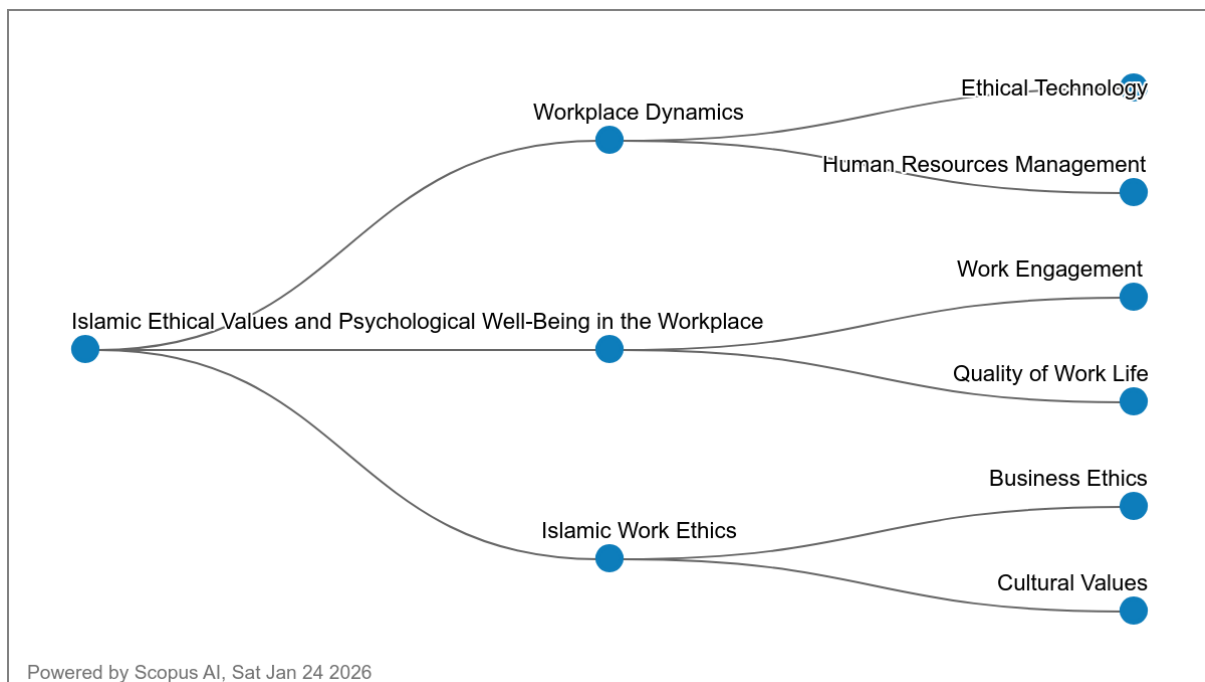 Ethical Technology
Workplace Dynamics
Human Resources Management
Work Engagement
Islamic Ethical Values and Psychological Well-Being in the Workplace
Quality of Work Life
Business Ethics
Islamic Work Ethics
Cultural Values
Powered by Scopus AI, Sat Jan 24 2026